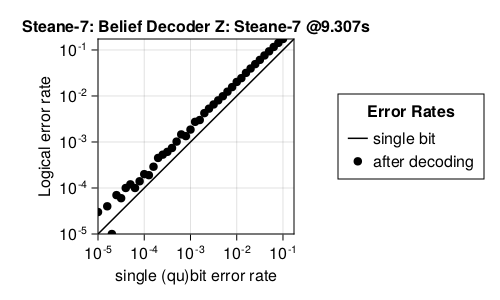 Steane-7: Belief Decoder Z: Steane-7 @9.307s
Logical error rate
10⁻¹
10⁻²
10⁻³
10⁻⁴
10⁻⁵
10⁻⁵ 10⁻⁴ 10⁻³ 10⁻² 10⁻¹
single (qu)bit error rate
Error Rates
single bit
after decoding